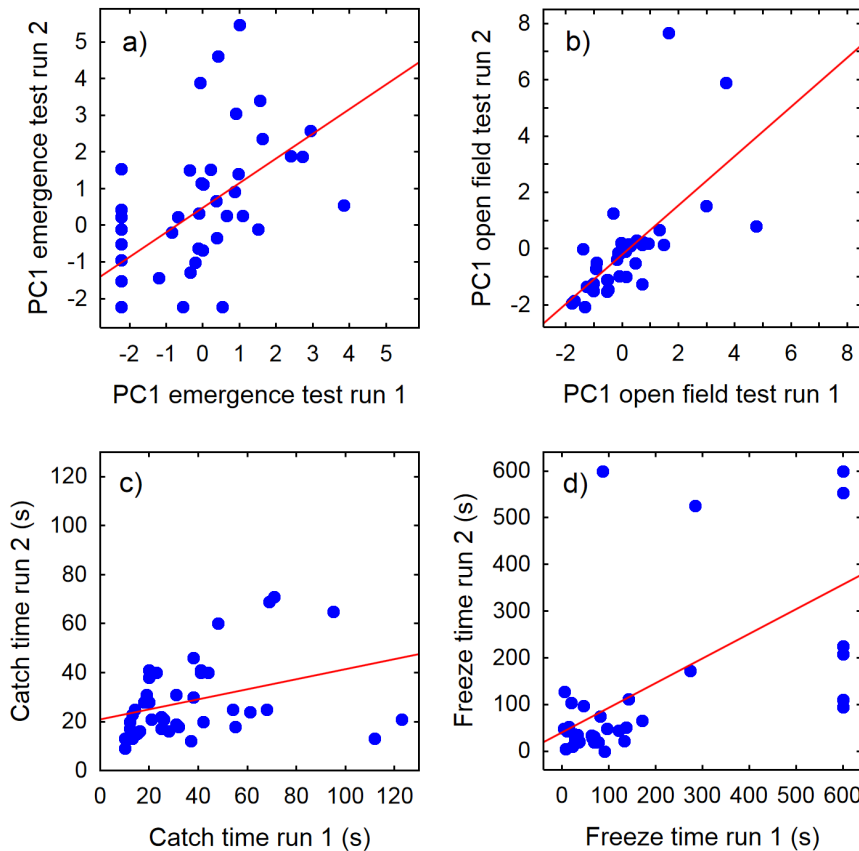 a)
PC1 emergence test run 2
5
4
3
2
1
0
-1
-2
-2 -1 0 1 2 3 4 5
PC1 emergence test run 1
b)
PC1 open field test run 2
8
6
4
2
0
-2
-2 0 2 4 6 8
PC1 open field test run 1
c)
Catch time run 2 (s)
120
100
80
60
40
20
0
0 20 40 60 80 100 120
Catch time run 1 (s)
d)
Freeze time run 2 (s)
600
500
400
300
200
100
0
0 100 200 300 400 500 600
Freeze time run 1 (s)